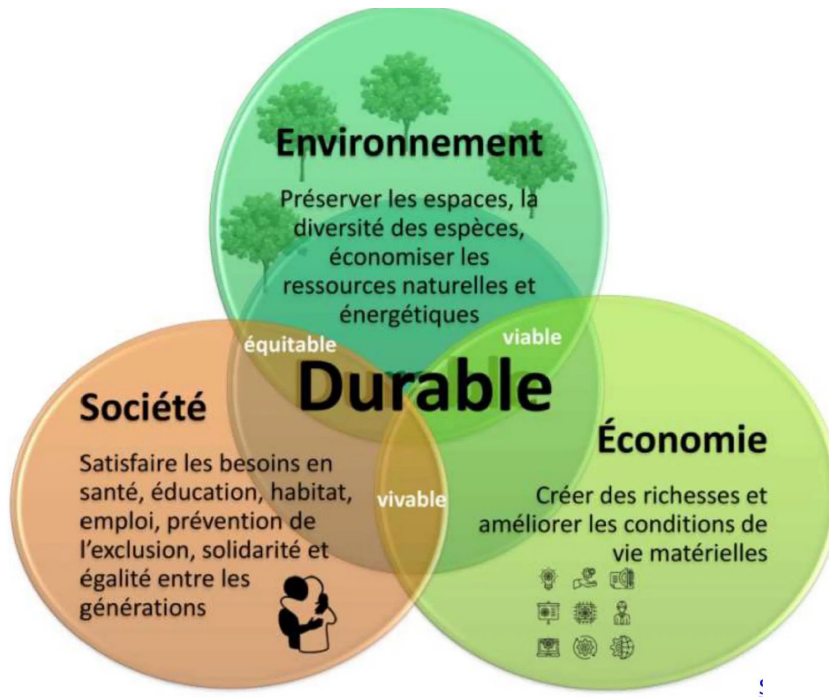 Environnement
Préserver les espaces, la
diversité des espèces,
économiser les
ressources naturelles et
énergétiques
équitable
viable
Durable
Société
Satisfaire les besoins en
santé, éducation, habitat,
emploi, prévention de
l'exclusion, solidarité et
égalité entre les
générations
vivable
Économie
Créer des richesses et
améliorer les conditions de
vie matérielles